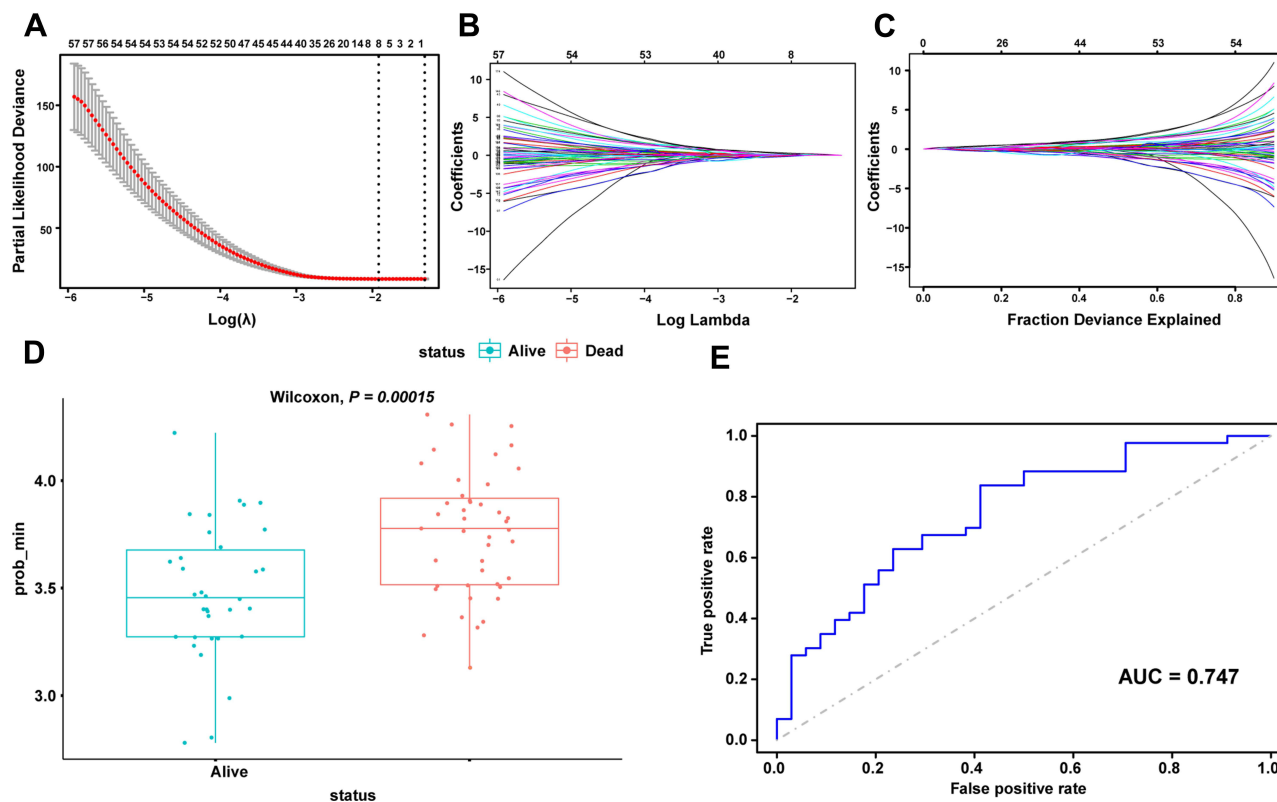 A
57 57 56 54 54 54 53 54 54 52 52 50 47 45 45 44 40 35 26 20 14 8 8 5 3 2 1
Partial Likelihood Deviance
150
100
50
−6 −5 −4 −3 −2
Log(λ)
B
57 54 53 40 8
Coefficients
10
5
0
−5
−10
−15
−6 −5 −4 −3 −2
Log Lambda
C
0 26 44 53 54
Coefficients
10
5
0
−5
−10
−15
0.0 0.2 0.4 0.6 0.8
Fraction Deviance Explained
D
status Alive Dead
Wilcoxon, P = 0.00015
prob_min
4.0
3.5
3.0
Alive
status
E
True positive rate
1.0
0.8
0.6
0.4
0.2
0.0
AUC = 0.747
0.0 0.2 0.4 0.6 0.8 1.0
False positive rate